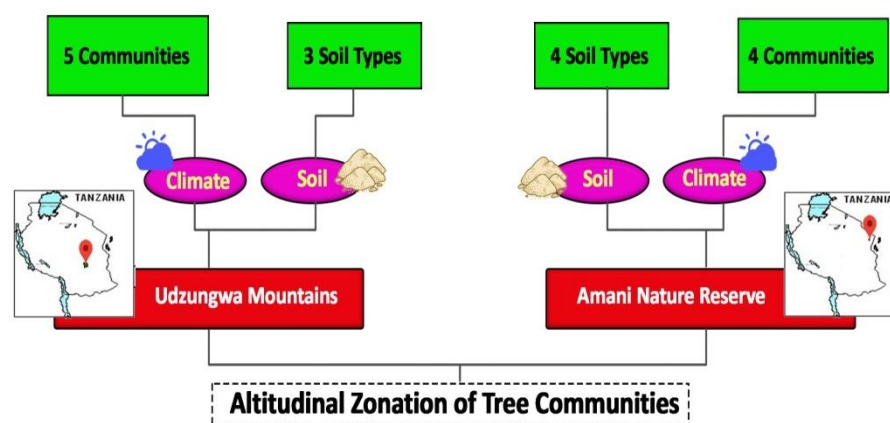 5 Communities
3 Soil Types
4 Soil Types
4 Communities
Climate
Soil
Soil
Climate
TANZANIA
TANZANIA
Udzungwa Mountains
Amani Nature Reserve
Altitudinal Zonation of Tree Communities